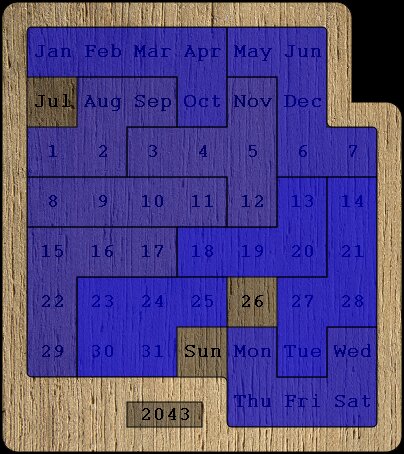 Jan Feb Mar Apr May Jun
Jul Aug Sep Oct Nov Dec
1 2 3 4 5 6 7
8 9 10 11 12 13 14
15 16 17 18 19 20 21
22 23 24 25 26 27 28
29 30 31 Sun Mon Tue Wed
Thu Fri Sat
2043